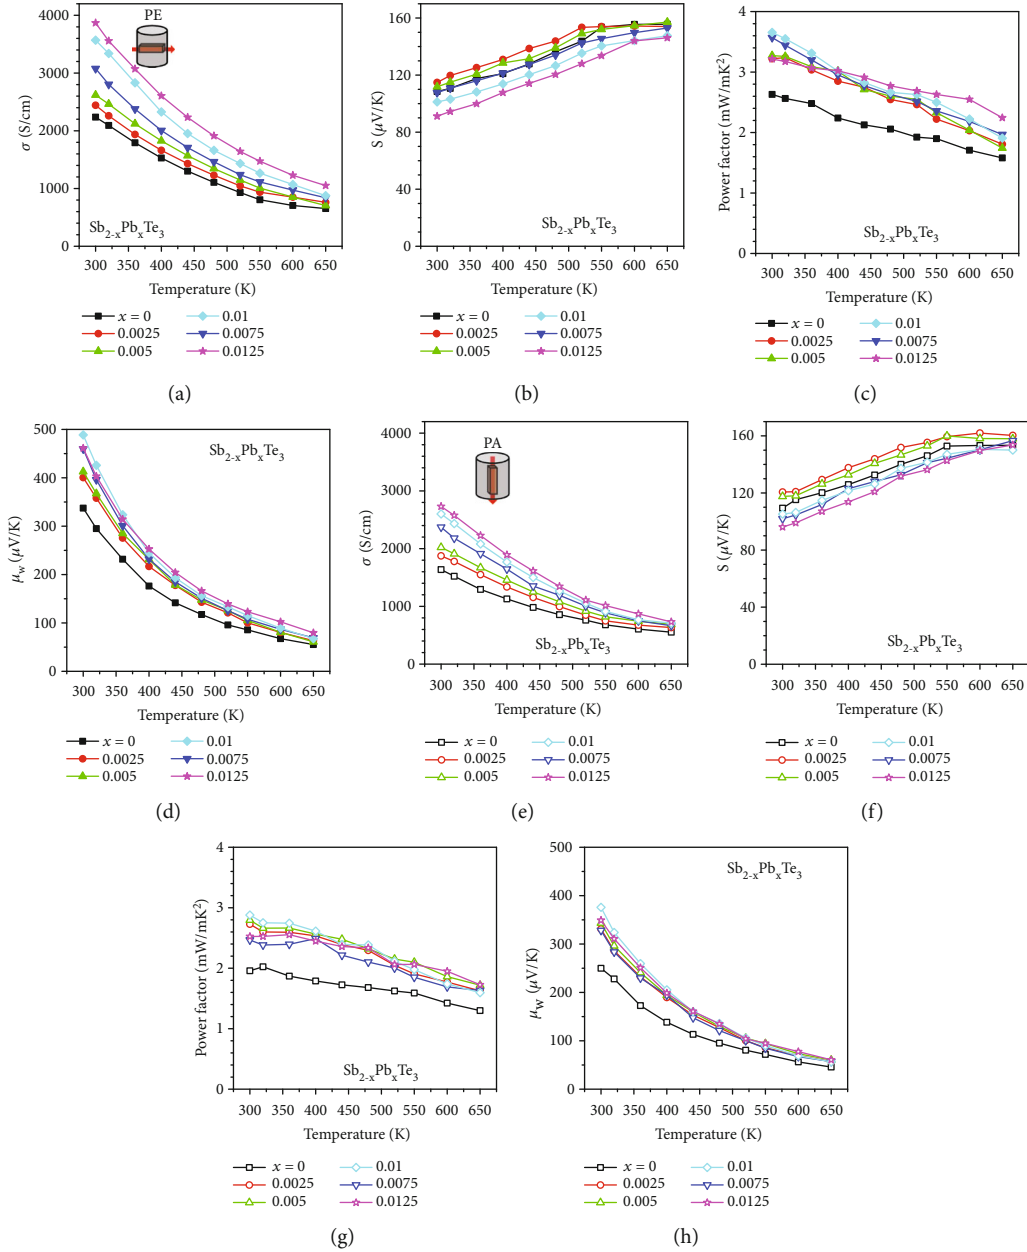 PE
σ (S/cm)
4000
3000
2000
1000
0
Sb2-xPbxTe3
300 350 400 450 500 550 600 650
Temperature (K)
x = 0
0.0025
0.005
0.01
0.0075
0.0125
(a)
S (μV/K)
160
120
80
40
0
Sb2-xPbxTe3
300 350 400 450 500 550 600 650
Temperature (K)
x = 0
0.0025
0.005
0.01
0.0075
0.0125
(b)
Power factor (mW/mK2)
4
3
2
1
0
Sb2-xPbxTe3
300 350 400 450 500 550 600 650
Temperature (K)
x = 0
0.0025
0.005
0.01
0.0075
0.0125
(c)
μw (μV/K)
500
400
300
200
100
0
Sb2-xPbxTe3
300 350 400 450 500 550 600 650
Temperature (K)
x = 0
0.0025
0.005
0.01
0.0075
0.0125
(d)
PA
σ (S/cm)
4000
3000
2000
1000
0
Sb2-xPbxTe3
300 350 400 450 500 550 600 650
Temperature (K)
x = 0
0.0025
0.005
0.01
0.0075
0.0125
(e)
S (μV/K)
160
120
80
40
0
Sb2-xPbxTe3
300 350 400 450 500 550 600 650
Temperature (K)
x = 0
0.0025
0.005
0.01
0.0075
0.0125
(f)
Power factor (mW/mK2)
4
3
2
1
0
Sb2-xPbxTe3
300 350 400 450 500 550 600 650
Temperature (K)
x = 0
0.0025
0.005
0.01
0.0075
0.0125
(g)
μw (μV/K)
500
400
300
200
100
0
Sb2-xPbxTe3
300 350 400 450 500 550 600 650
Temperature (K)
x = 0
0.0025
0.005
0.01
0.0075
0.0125
(h)